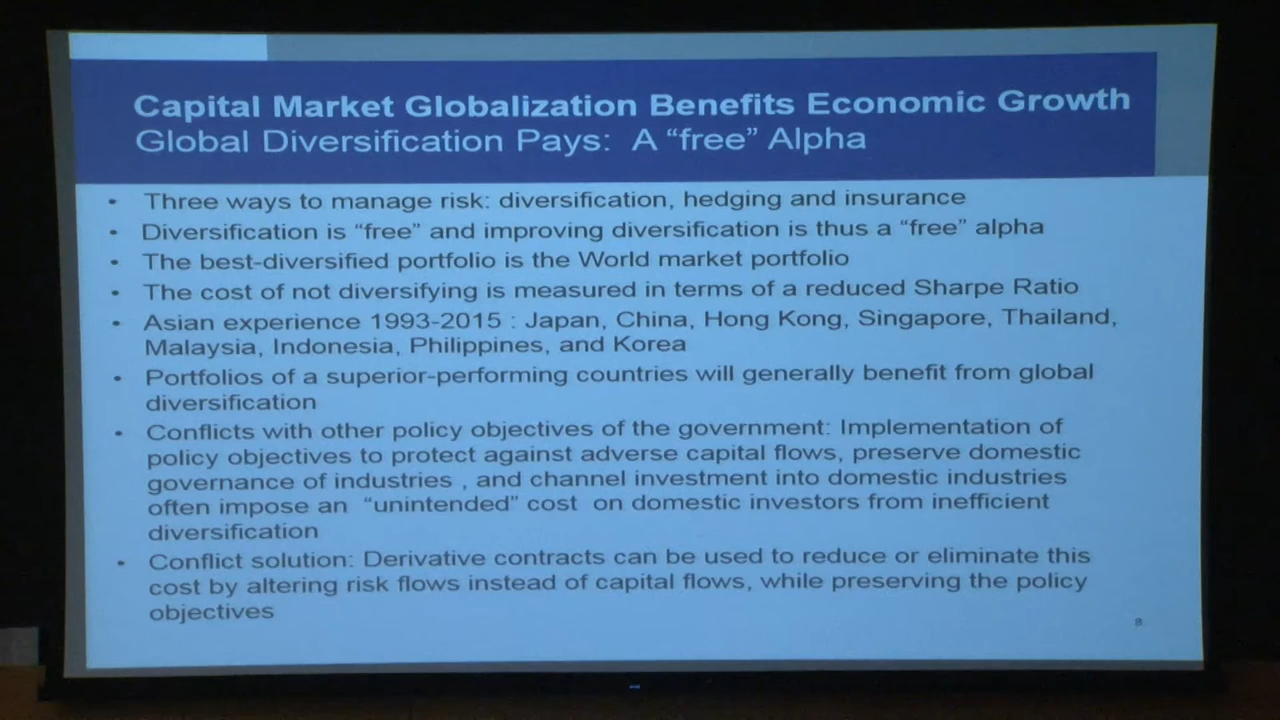 Capital Market Globalization Benefits Economic Growth
Global Diversification Pays: A “free” Alpha
• Three ways to manage risk: diversification, hedging and insurance
• Diversification is “free” and improving diversification is thus a “free” alpha
• The best-diversified portfolio is the World market portfolio
• The cost of not diversifying is measured in terms of a reduced Sharpe Ratio
• Asian experience 1993-2015 : Japan, China, Hong Kong, Singapore, Thailand,
Malaysia, Indonesia, Philippines, and Korea
• Portfolios of a superior-performing countries will generally benefit from global
diversification
• Conflicts with other policy objectives of the government: Implementation of
policy objectives to protect against adverse capital flows, preserve domestic
governance of industries , and channel investment into domestic industries
often impose an “unintended” cost on domestic investors from inefficient
diversification
• Conflict solution: Derivative contracts can be used to reduce or eliminate this
cost by altering risk flows instead of capital flows, while preserving the policy
objectives
8